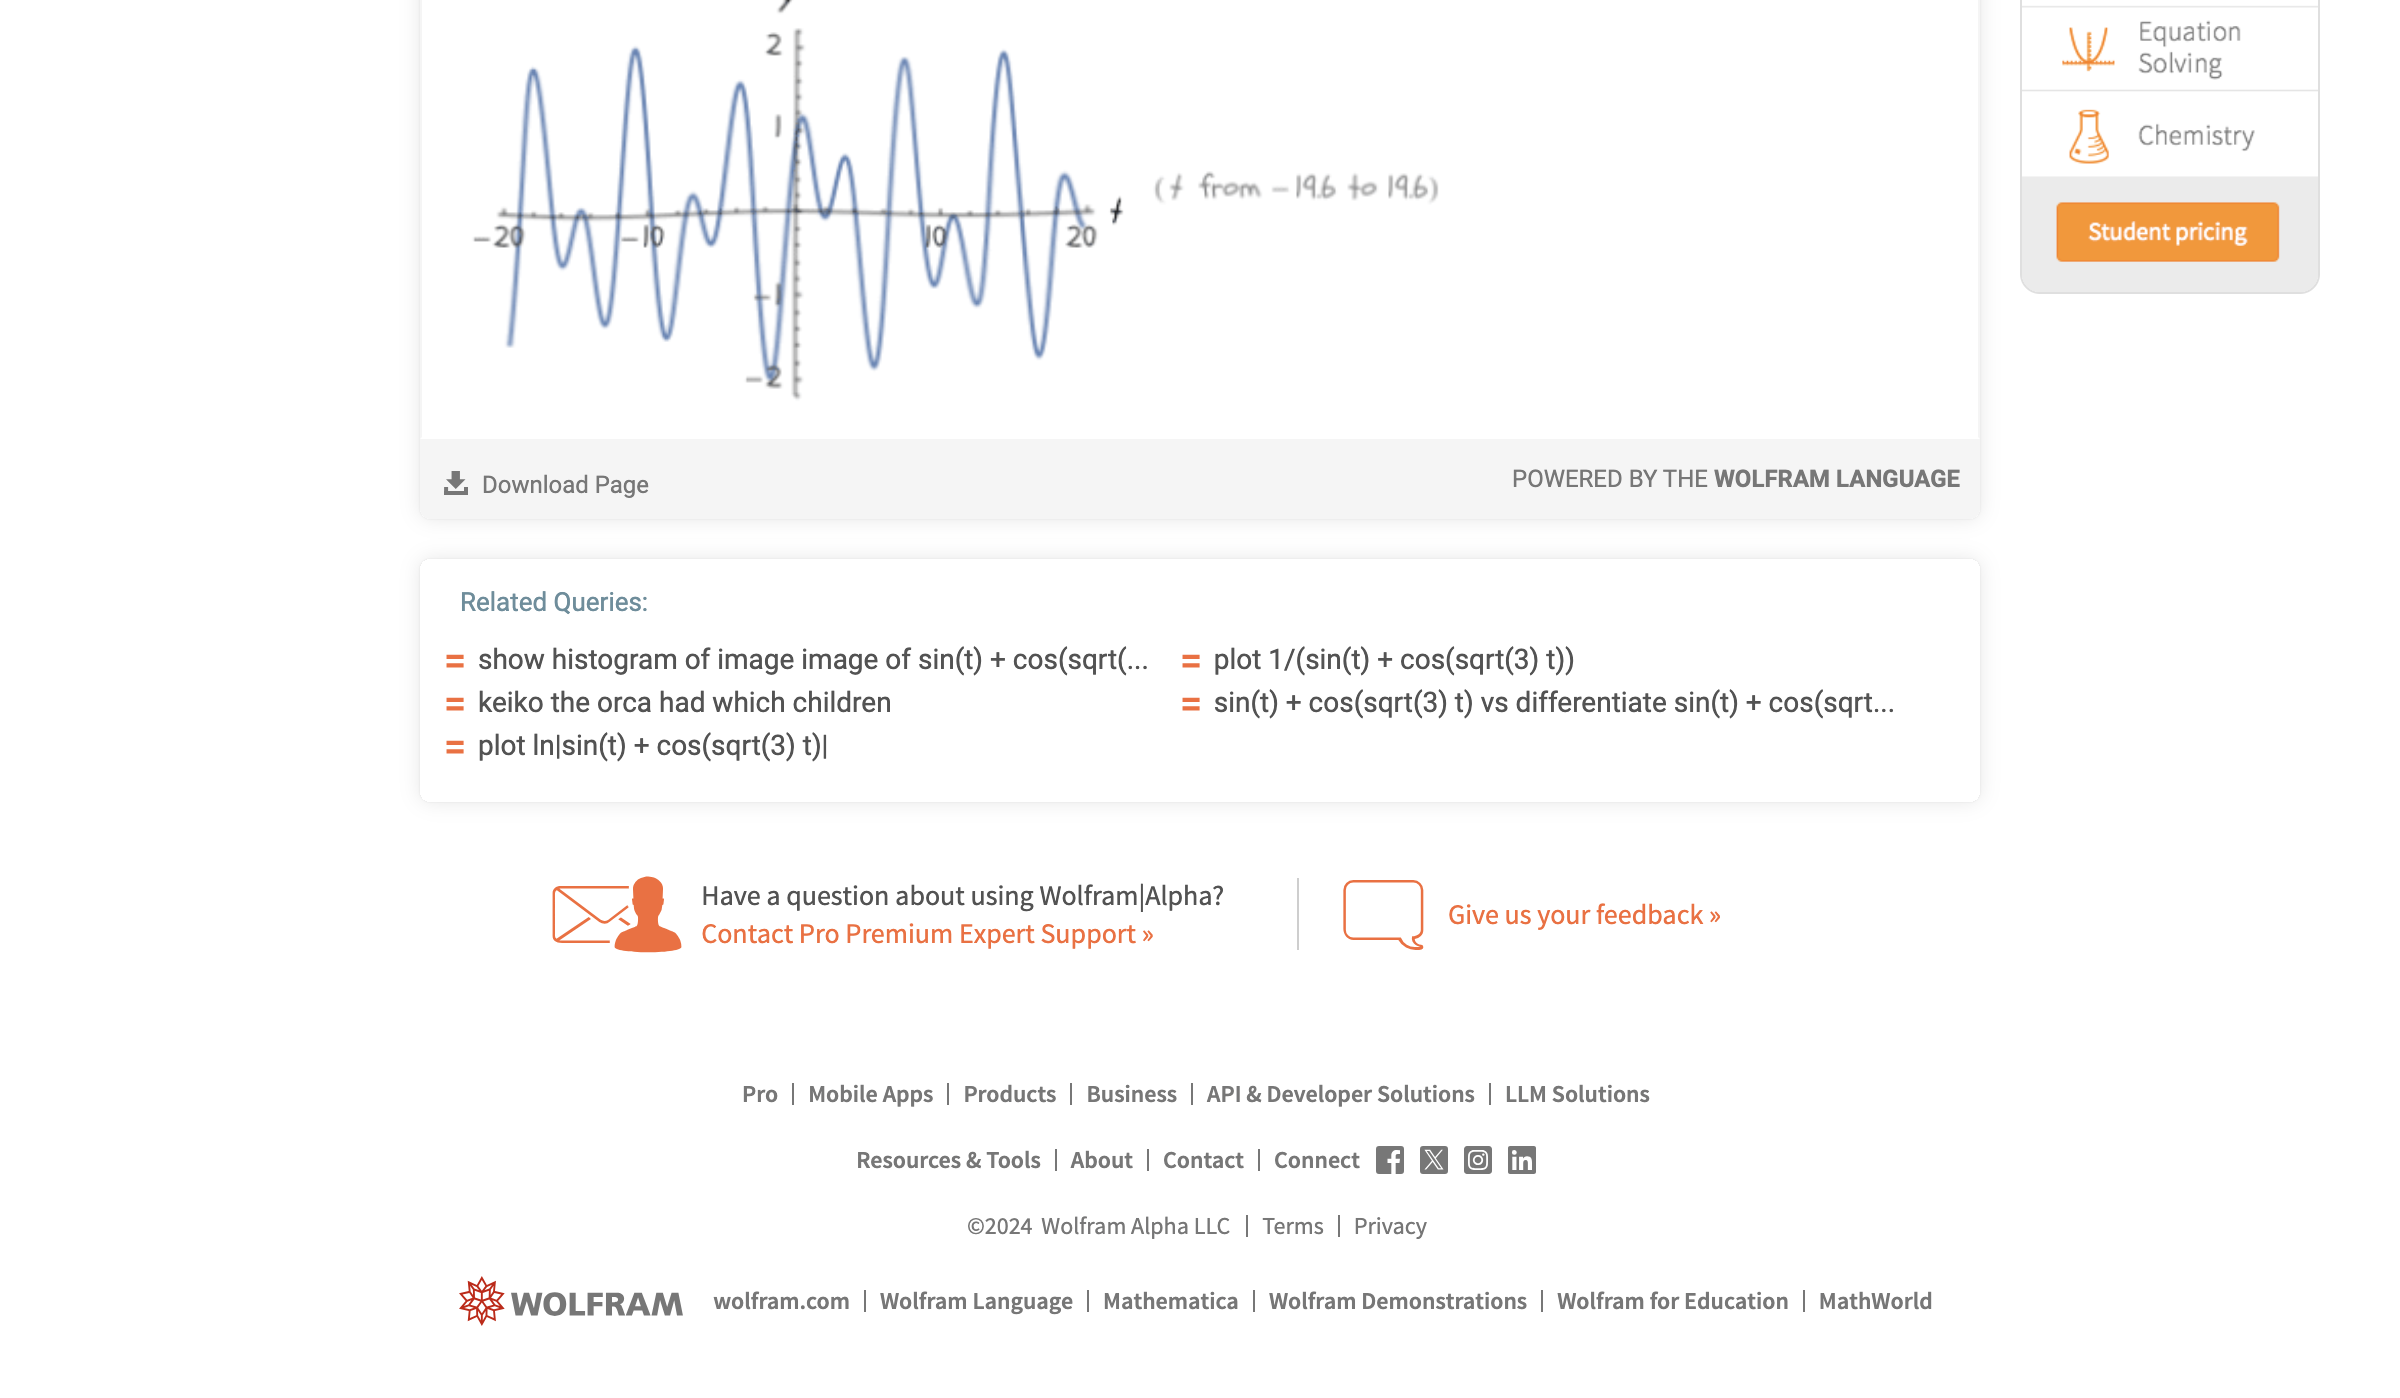 2
1
-20
-10
10
20
t
-1
-2
(t from -19.6 to 19.6)
Equation
Solving
Chemistry
Student pricing
Download Page
POWERED BY THE WOLFRAM LANGUAGE
Related Queries:
= show histogram of image image of sin(t) + cos(sqrt(...
= plot 1/(sin(t) + cos(sqrt(3) t))
= keiko the orca had which children
= sin(t) + cos(sqrt(3) t) vs differentiate sin(t) + cos(sqrt...
= plot ln|sin(t) + cos(sqrt(3) t)|
Have a question about using Wolfram|Alpha?
Contact Pro Premium Expert Support »
Give us your feedback »
Pro | Mobile Apps | Products | Business | API & Developer Solutions | LLM Solutions
Resources & Tools | About | Contact | Connect
©2024 Wolfram Alpha LLC | Terms | Privacy
WOLFRAM wolfram.com | Wolfram Language | Mathematica | Wolfram Demonstrations | Wolfram for Education | MathWorld